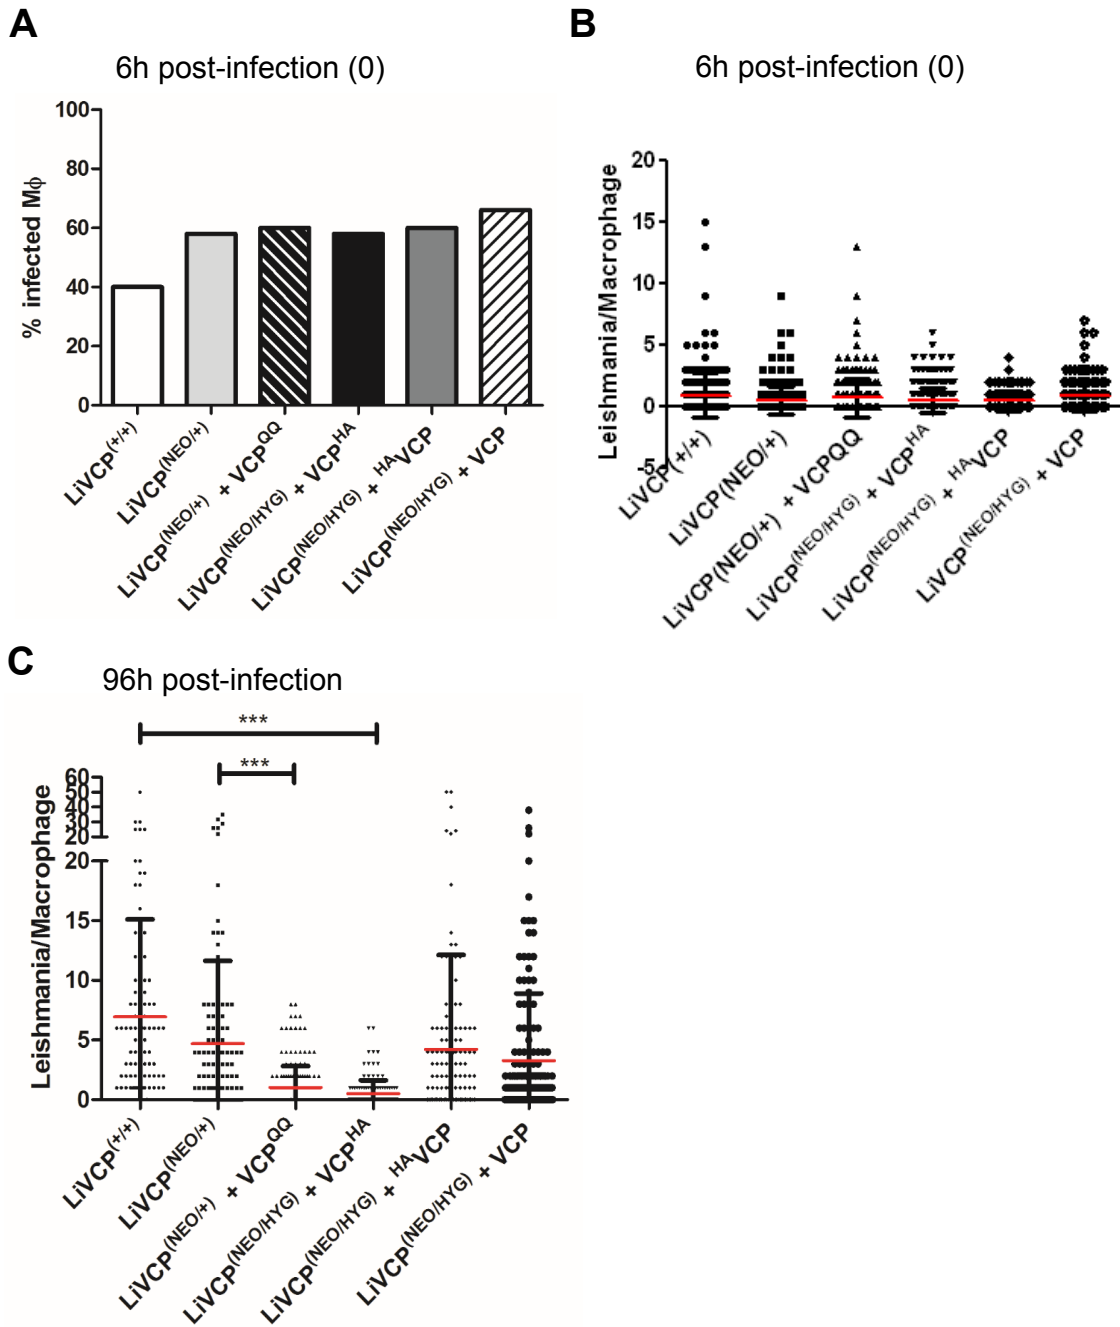 A
6h post-infection (0)
% infected Mϕ
100
80
60
40
20
0
LiVCP(+/+)
LiVCP(NEO/+)
LiVCP(NEO/+) + VCPQQ
LiVCP(NEO/HYG) + VCPHA
LiVCP(NEO/HYG) + HAVCP
LiVCP(NEO/HYG) + VCP
B
6h post-infection (0)
Leishmania/Macrophage
20
15
10
5
0
-5
LiVCP(+/+)
LiVCP(NEO/+)
LiVCP(NEO/+) + VCPQQ
LiVCP(NEO/HYG) + VCPHA
LiVCP(NEO/HYG) + HAVCP
LiVCP(NEO/HYG) + VCP
C
96h post-infection
***
***
Leishmania/Macrophage
60
50
40
30
20
20
15
10
5
0
LiVCP(+/+)
LiVCP(NEO/+)
LiVCP(NEO/+) + VCPQQ
LiVCP(NEO/HYG) + VCPHA
LiVCP(NEO/HYG) + HAVCP
LiVCP(NEO/HYG) + VCP